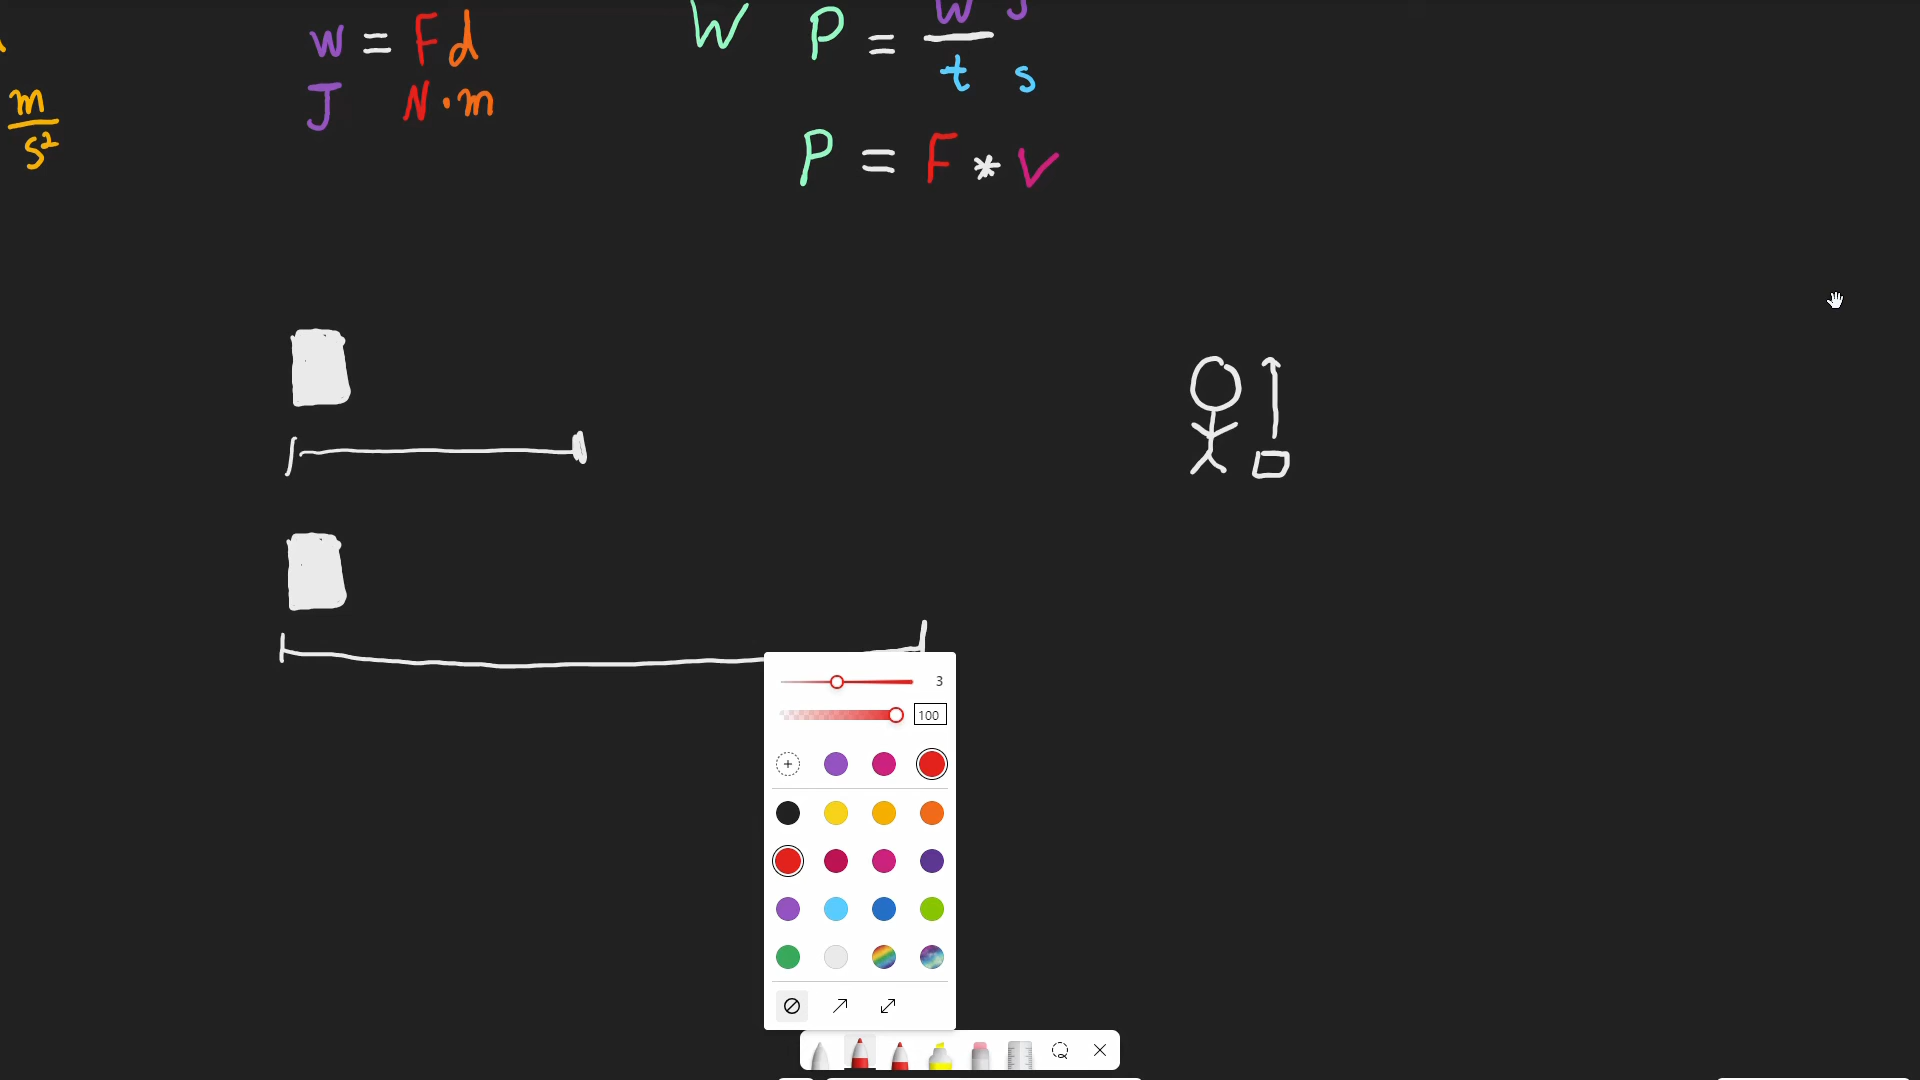 w = Fd
J N·m
m
s²
W P = W J
t s
P = F * v
3
100